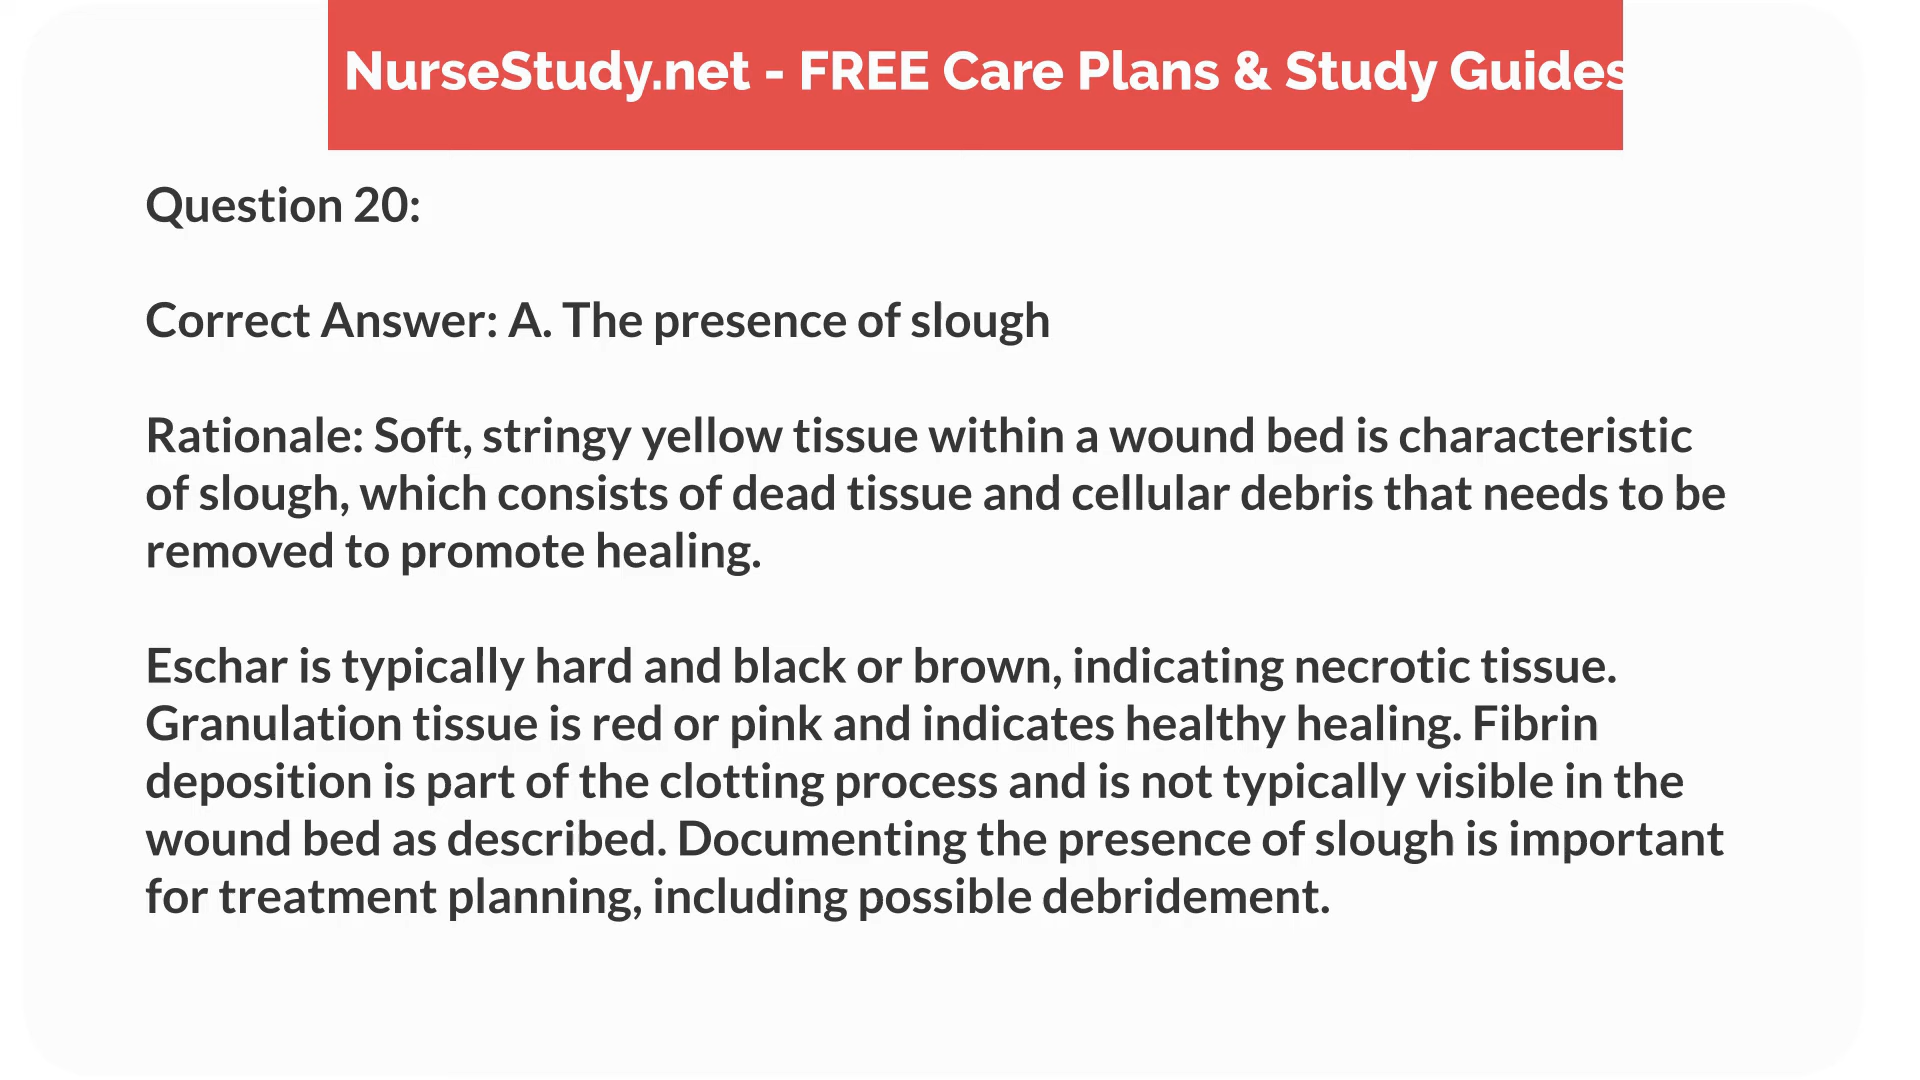 NurseStudy.net - FREE Care Plans & Study Guides
Question 20:
Correct Answer: A. The presence of slough
Rationale: Soft, stringy yellow tissue within a wound bed is characteristic
of slough, which consists of dead tissue and cellular debris that needs to be
removed to promote healing.
Eschar is typically hard and black or brown, indicating necrotic tissue.
Granulation tissue is red or pink and indicates healthy healing. Fibrin
deposition is part of the clotting process and is not typically visible in the
wound bed as described. Documenting the presence of slough is important
for treatment planning, including possible debridement.